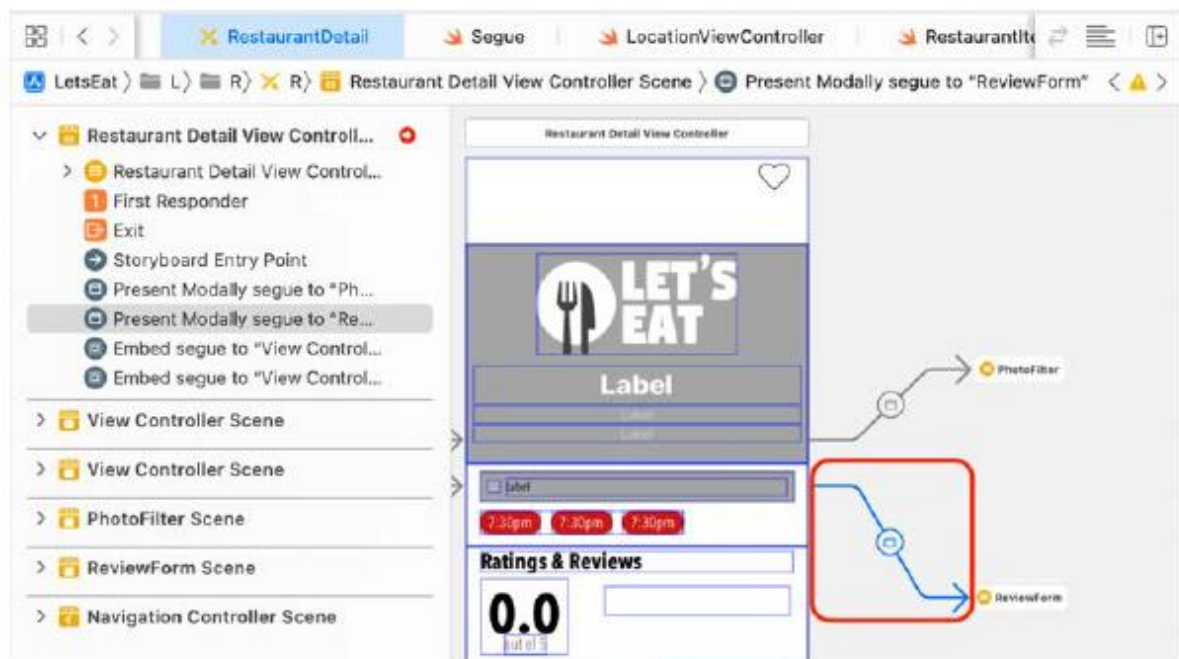 RestaurantDetail Segue LocationViewController RestaurantIte
LetsEat 〉 L〉 R〉 R〉 Restaurant Detail View Controller Scene 〉 Present Modally segue to "ReviewForm"
Restaurant Detail View Controll...
Restaurant Detail View Control...
1 First Responder
Exit
Storyboard Entry Point
Present Modally segue to "Ph...
Present Modally segue to "Re...
Embed segue to "View Control...
Embed segue to "View Control...
View Controller Scene
View Controller Scene
PhotoFilter Scene
ReviewForm Scene
Navigation Controller Scene
Restaurant Detail View Controller
LET'S
EAT
Label
Label
Label
Label
7:30pm 7:30pm 7:30pm
Ratings & Reviews
0.0
out of 5
PhotoFilter
ReviewForm